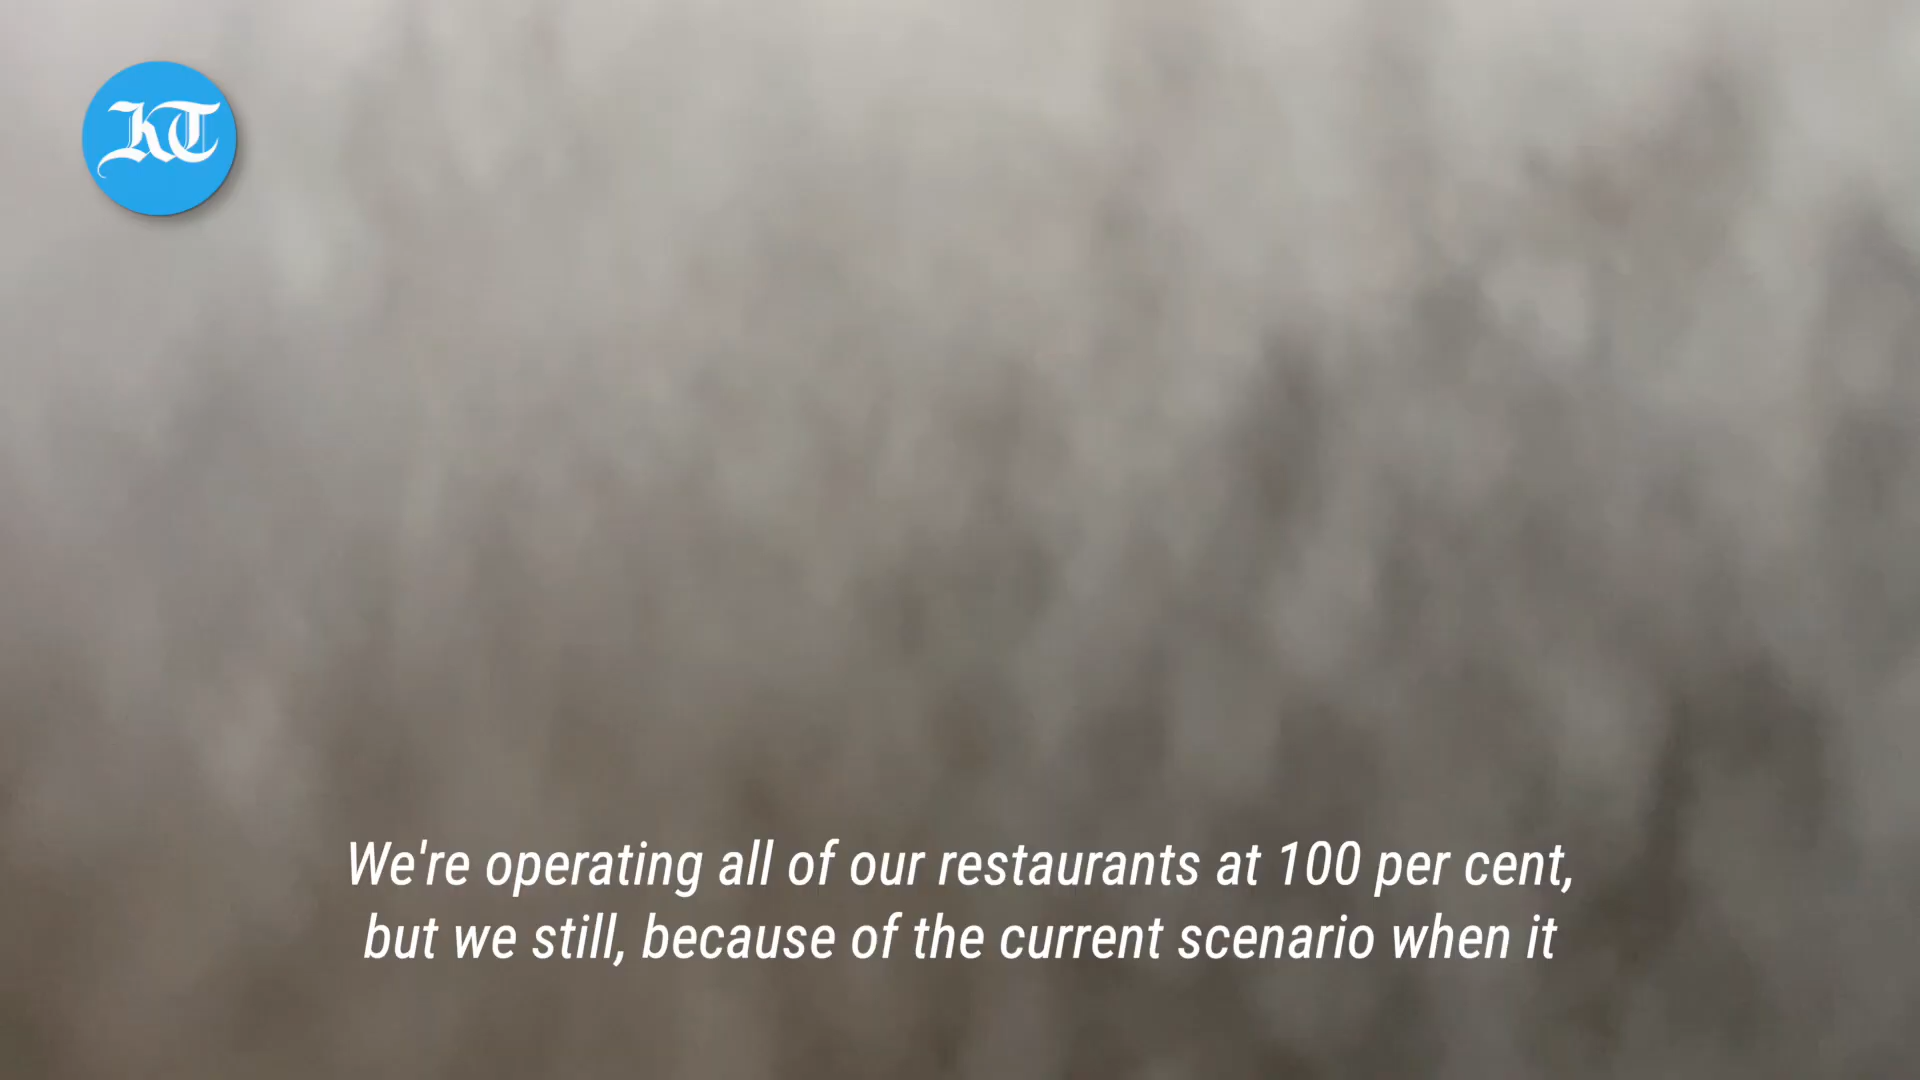 KT
We're operating all of our restaurants at 100 per cent,
but we still, because of the current scenario when it